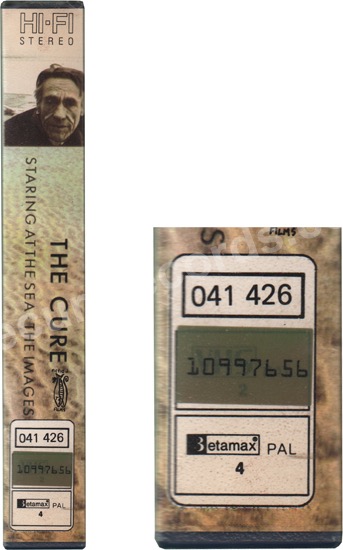 HI-FI
STEREO
THE CURE
STARING AT THE SEA THE IMAGES
041 426
10997656
Betamax PAL
4
FILMS
S
041 426
10997656
Betamax PAL
4